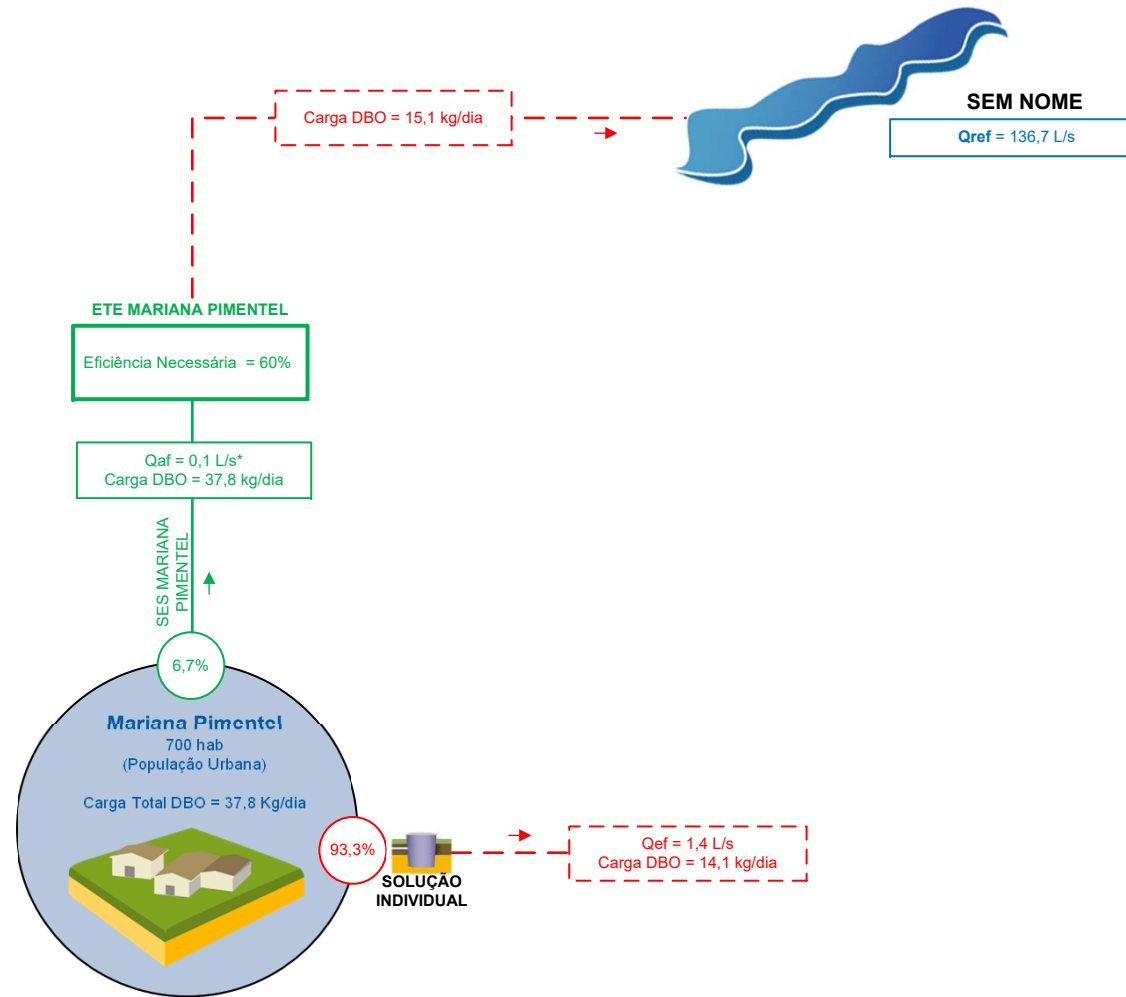 SEM NOME
Qref = 136,7 L/s
Carga DBO = 15,1 kg/dia
ETE MARIANA PIMENTEL
Eficiência Necessária = 60%
Qaf = 0,1 L/s*
Carga DBO = 37,8 kg/dia
SES MARIANA
PIMENTEL
6,7%
Mariana Pimentel
700 hab
(População Urbana)
Carga Total DBO = 37,8 Kg/dia
93,3%
SOLUÇÃO
INDIVIDUAL
Qef = 1,4 L/s
Carga DBO = 14,1 kg/dia